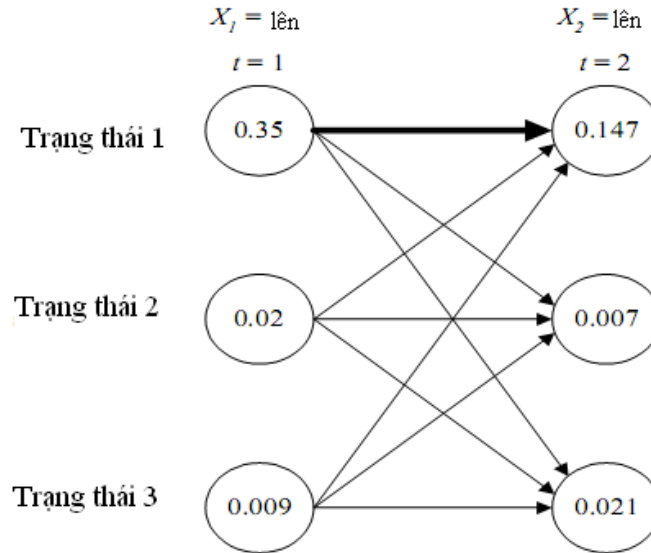 X₁ = lên X₂ = lên
t = 1 t = 2
Trạng thái 1 0.35 0.147
Trạng thái 2 0.02 0.007
Trạng thái 3 0.009 0.021